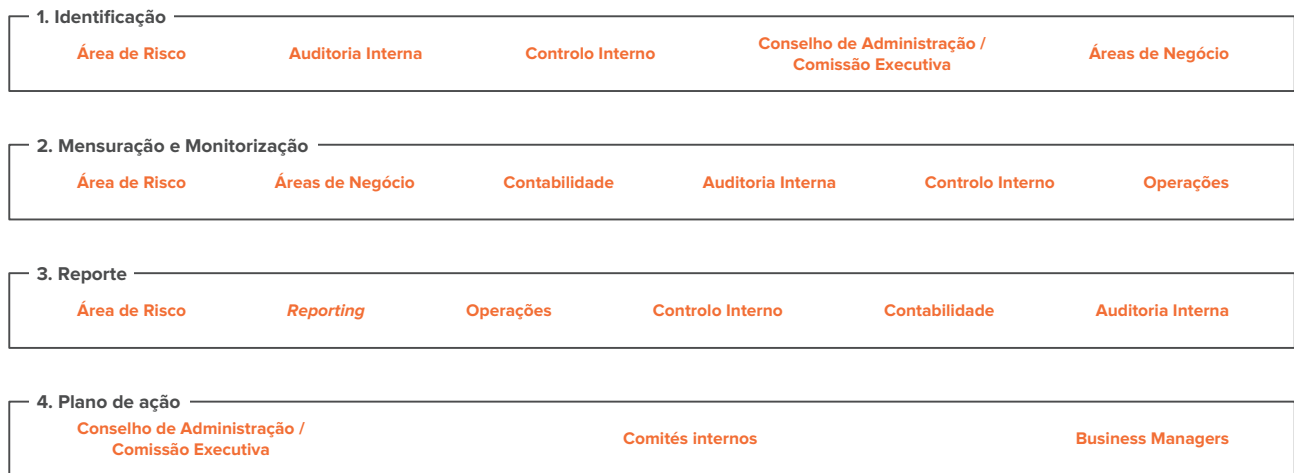 1. Identificação
Área de Risco Auditoria Interna Controlo Interno Conselho de Administração / Comissão Executiva Áreas de Negócio
2. Mensuração e Monitorização
Área de Risco Áreas de Negócio Contabilidade Auditoria Interna Controlo Interno Operações
3. Reporte
Área de Risco Reporting Operações Controlo Interno Contabilidade Auditoria Interna
4. Plano de ação
Conselho de Administração / Comissão Executiva Comités internos Business Managers